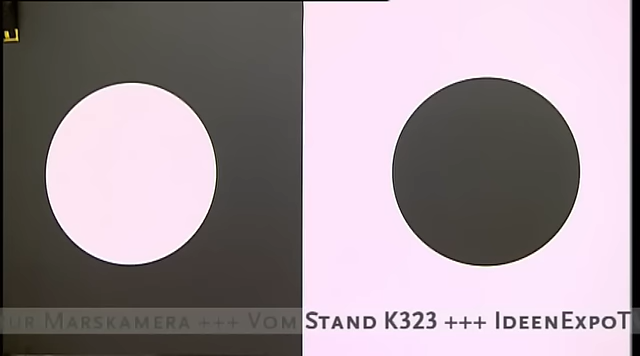 UR MARSKAMERA +++ VOM STAND K323 +++ IDEENEXPOT